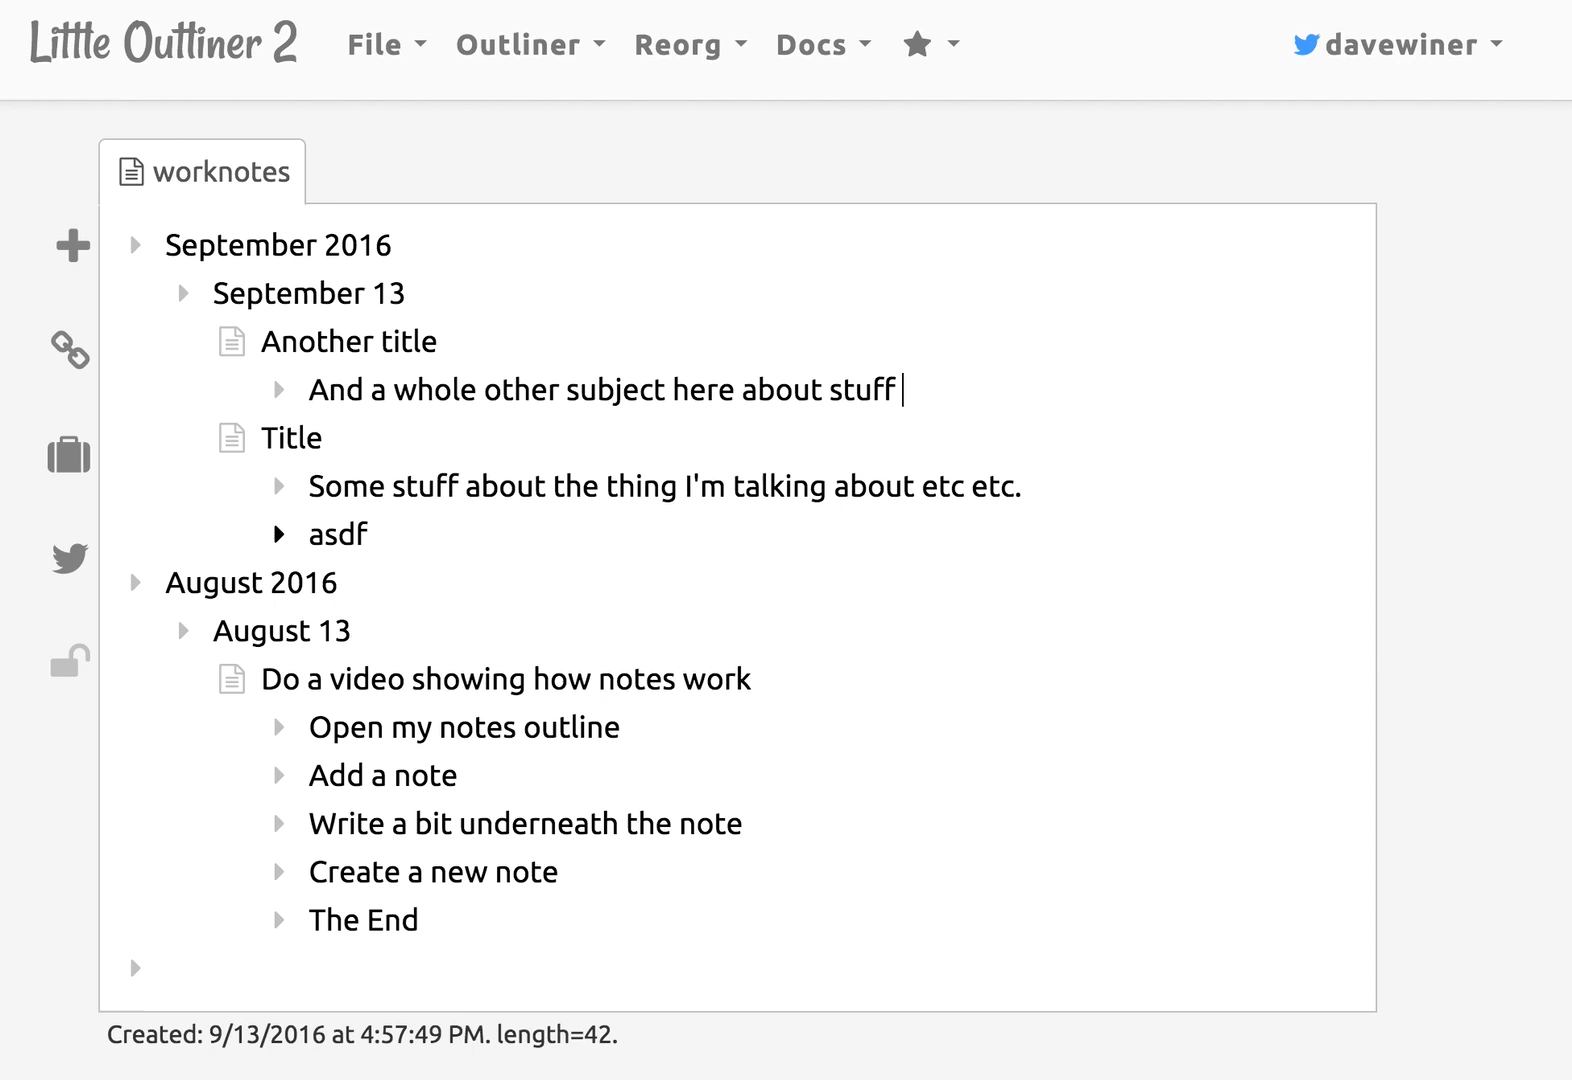 Little Outliner 2 File Outliner Reorg Docs davewiner
worknotes
September 2016
September 13
Another title
And a whole other subject here about stuff
Title
Some stuff about the thing I'm talking about etc etc.
asdf
August 2016
August 13
Do a video showing how notes work
Open my notes outline
Add a note
Write a bit underneath the note
Create a new note
The End
Created: 9/13/2016 at 4:57:49 PM. length=42.